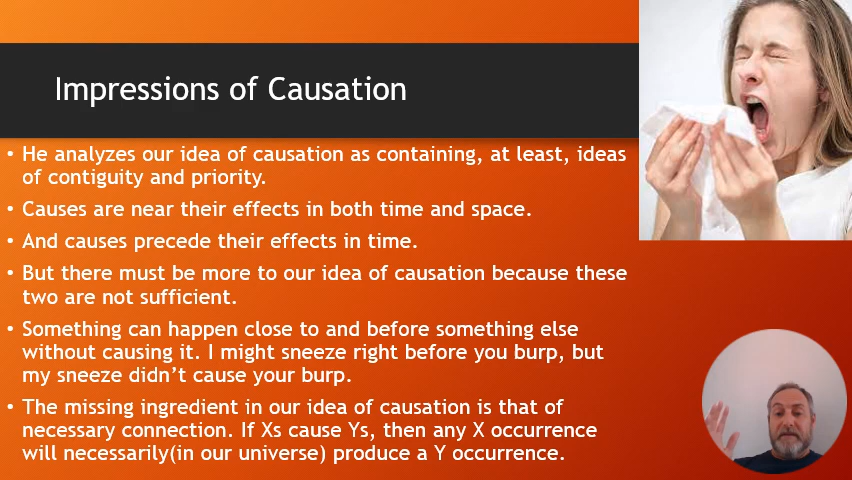 Impressions of Causation
• He analyzes our idea of causation as containing, at least, ideas
of contiguity and priority.
• Causes are near their effects in both time and space.
• And causes precede their effects in time.
• But there must be more to our idea of causation because these
two are not sufficient.
• Something can happen close to and before something else
without causing it. I might sneeze right before you burp, but
my sneeze didn’t cause your burp.
• The missing ingredient in our idea of causation is that of
necessary connection. If Xs cause Ys, then any X occurrence
will necessarily(in our universe) produce a Y occurrence.